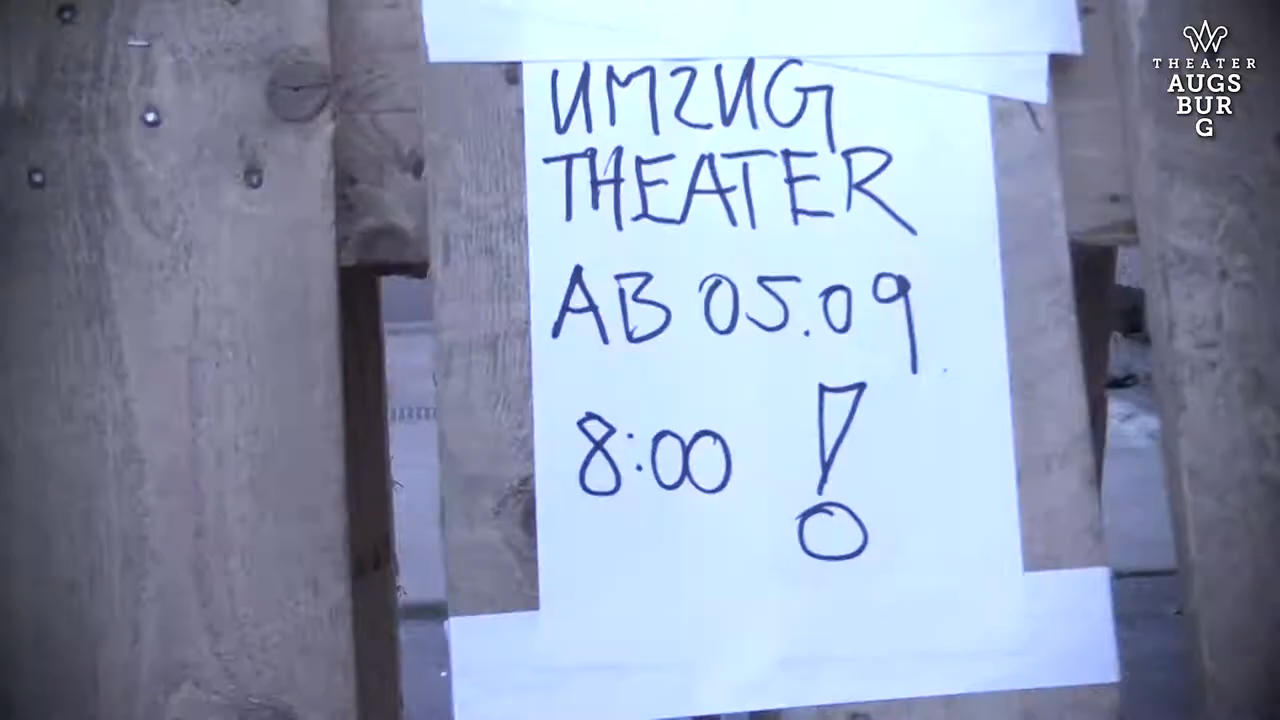 UMZUG
THEATER
AB 05.09
8:00 !
THEATER
AUGS
BUR
G